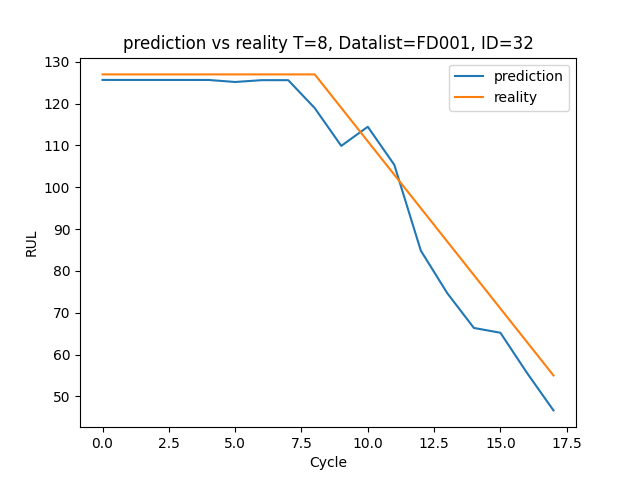 prediction vs reality T=8, Datalist=FD001, ID=32
prediction
reality
130
120
110
100
90
80
70
60
50
RUL
0.0 2.5 5.0 7.5 10.0 12.5 15.0 17.5
Cycle